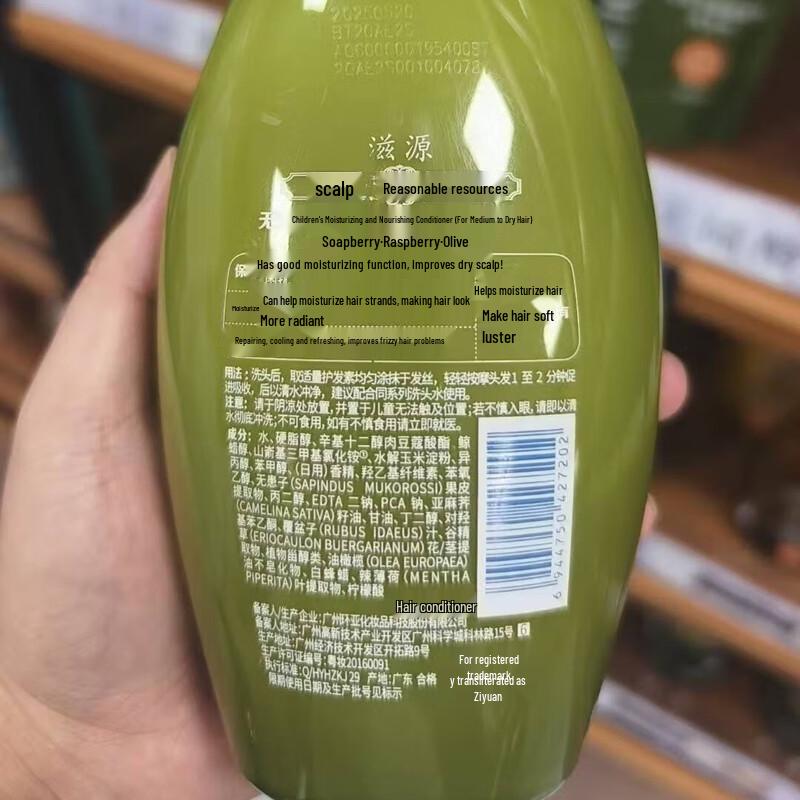 20250520
BT20AE2S
A06000001954008T
20AE2S001004078
滋源
scalp Reasonable resources
无
Children's Moisturizing and Nourishing Conditioner (For Medium to Dry Hair)
Soapberry·Raspberry·Olive
保 Has good moisturizing function, improves dry scalp!
Moisturize Can help moisturize hair strands, making hair look
More radiant
Repairing, cooling and refreshing, improves frizzy hair problems
Helps moisturize hair
Make hair soft
luster
用法：洗头后，取适量护发素均匀涂抹于发丝，轻轻按摩头发1 至 2 分钟促
进吸收，后以清水冲净，建议配合同系列洗头水使用。
注意：请于阴凉处放置，并置于儿童无法触及位置；若不慎入眼，请即以清
水彻底冲洗；不可食用，如有不慎食用请立即就医。
成分：水、硬脂醇、辛基十二醇肉豆蔻酸酯、鲸
蜡醇、山嵛基三甲基氯化铵、水解玉米淀粉、异
丙醇、苯甲醇、(日用)香精、羟乙基纤维素、苯氧
乙醇、无患子(SAPINDUS MUKOROSSI)果皮
提取物、丙二醇、EDTA 二钠、PCA 钠、亚麻荠
(CAMELINA SATIVA)籽油、甘油、丁二醇、对羟
基苯乙酮、覆盆子(RUBUS IDAEUS)汁、谷精
草(ERIOCAULON BUERGERIANUM)花/茎提
取物、植物甾醇类、油橄榄(OLEA EUROPAEA)
油不皂化物、白蜂蜡、辣薄荷(MENTHA
PIPERITA)叶提取物、柠檬酸
6944750427202
Hair conditioner
备案人/生产企业：广州环亚化妆品科技股份有限公司
备案人地址：广州高新技术产业开发区广州科学城科林路15号 6
生产地址：广州经济技术开发区开拓路9号
生产许可证编号：粤妆20160091
执行标准：Q/HYHZKJ 29 产地：广东 合格
限期使用日期及生产批号见标示
For registered
trademark,
y transliterated as
Ziyuan